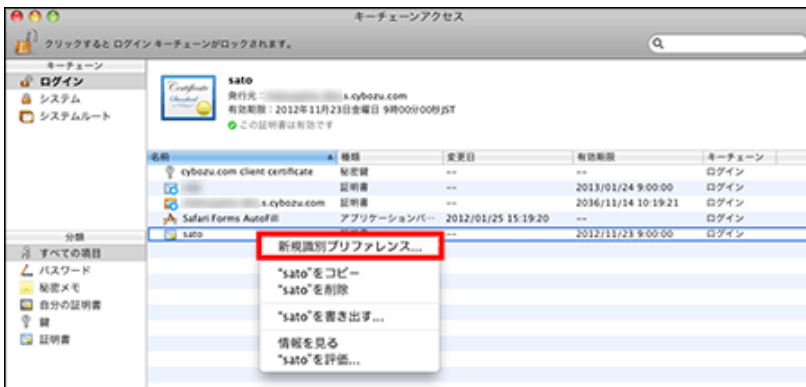 キーチェーンアクセス
クリックすると ログイン キーチェーンがロックされます。
キーチェーン
ログイン
システム
システムルート
sato
発行元：
s.cybozu.com
有効期限：2012年11月23日金曜日 9時00分00秒JST
この証明書は有効です
名前 種類 変更日 有効期限 キーチェーン
cybozu.com client certificate 秘密鍵 -- -- ログイン
証明書 -- 2013/01/24 9:00:00 ログイン
s.cybozu.com 証明書 -- 2036/11/14 10:19:21 ログイン
Safari Forms AutoFill アプリケーションパ… 2012/01/25 15:19:20 -- ログイン
sato -- 2012/11/23 9:00:00 ログイン
新規識別プリファレンス...
"sato"をコピー
"sato"を削除
"sato"を書き出す...
情報を見る
"sato"を評価...
分類
すべての項目
パスワード
秘密メモ
自分の証明書
鍵
証明書